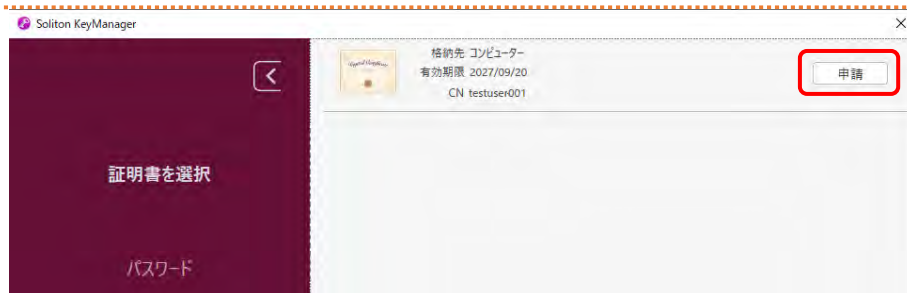 Soliton KeyManager
格納先 コンピューター
有効期限 2027/09/20
CN testuser001
申請
証明書を選択
パスワード